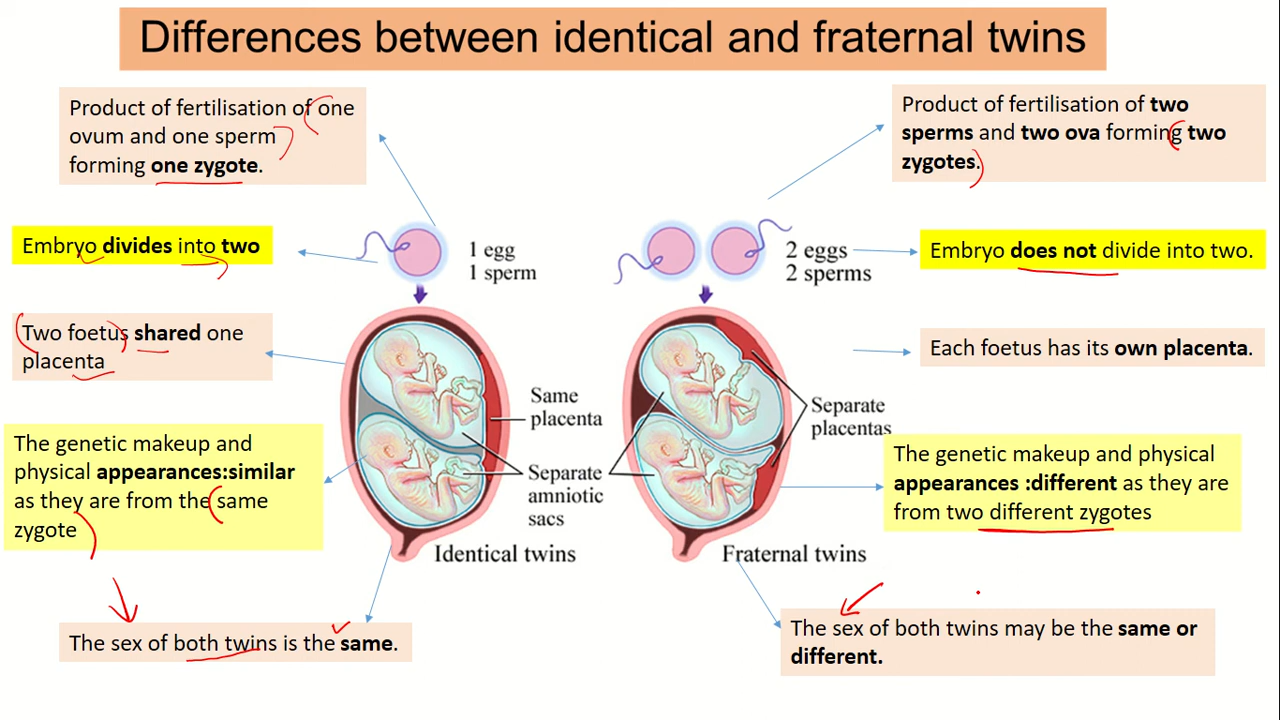 Differences between identical and fraternal twins
Product of fertilisation of one
ovum and one sperm
forming one zygote.
Embryo divides into two
Two foetus shared one
placenta
The genetic makeup and
physical appearances:similar
as they are from the same
zygote
The sex of both twins is the same.
1 egg
1 sperm
Same
placenta
Separate
amniotic
sacs
Identical twins
2 eggs
2 sperms
Separate
placentas
Fraternal twins
Product of fertilisation of two
sperms and two ova forming two
zygotes.
Embryo does not divide into two.
Each foetus has its own placenta.
The genetic makeup and physical
appearances :different as they are
from two different zygotes
The sex of both twins may be the same or
different.